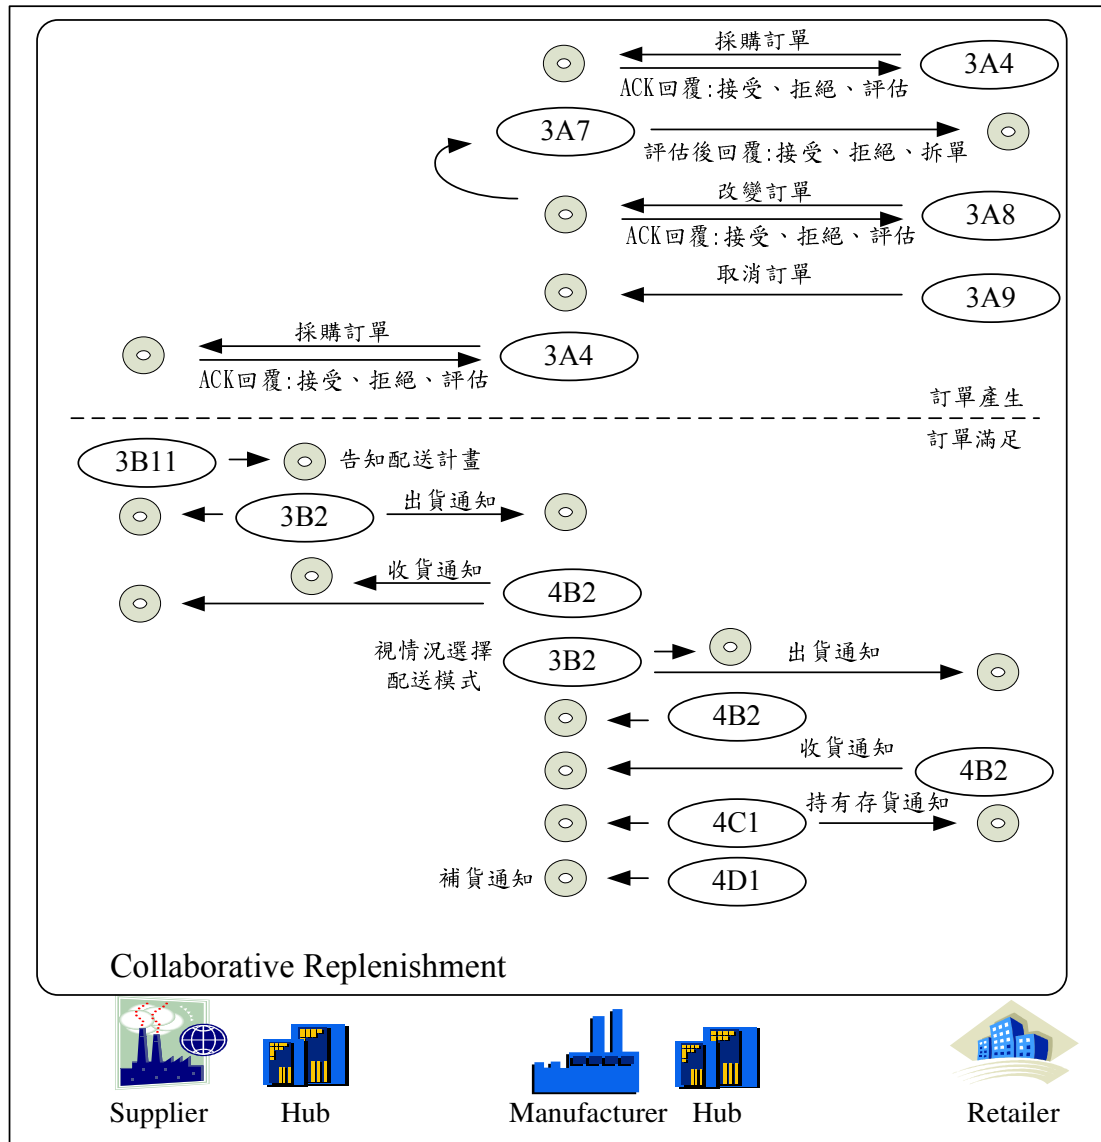 採購訂單
3A4
ACK回覆:接受、拒絕、評估
3A7
評估後回覆:接受、拒絕、拆單
改變訂單
3A8
ACK回覆:接受、拒絕、評估
取消訂單
3A9
採購訂單
3A4
ACK回覆:接受、拒絕、評估
訂單產生
訂單滿足
3B11
告知配送計畫
3B2
出貨通知
收貨通知
4B2
視情況選擇
配送模式
3B2
出貨通知
4B2
收貨通知
4B2
4C1
持有存貨通知
補貨通知
4D1
Collaborative Replenishment
Supplier
Hub
Manufacturer
Hub
Retailer